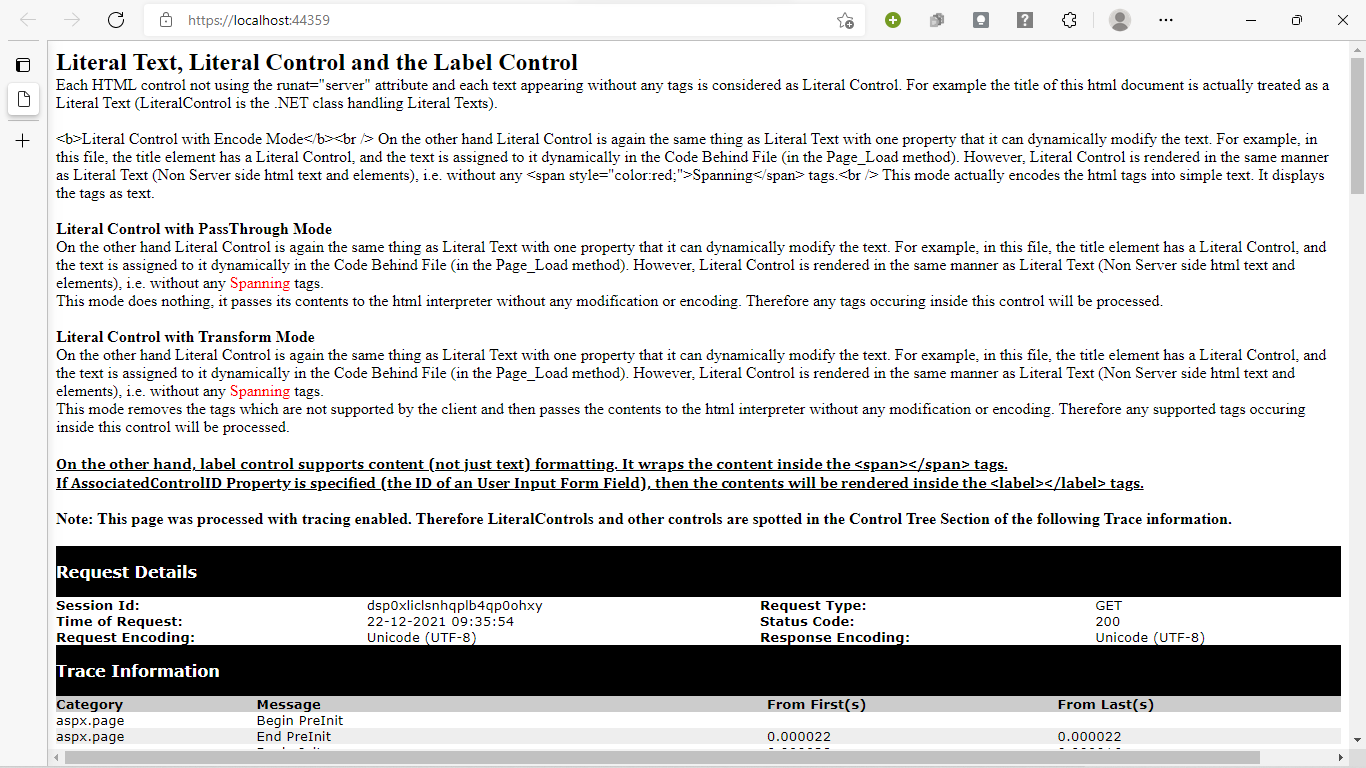 https://localhost:44359
Literal Text, Literal Control and the Label Control
Each HTML control not using the runat="server" attribute and each text appearing without any tags is considered as Literal Control. For example the title of this html document is actually treated as a
Literal Text (LiteralControl is the .NET class handling Literal Texts).
<b>Literal Control with Encode Mode</b><br /> On the other hand Literal Control is again the same thing as Literal Text with one property that it can dynamically modify the text. For example, in
this file, the title element has a Literal Control, and the text is assigned to it dynamically in the Code Behind File (in the Page_Load method). However, Literal Control is rendered in the same manner
as Literal Text (Non Server side html text and elements), i.e. without any <span style="color:red;">Spanning</span> tags.<br /> This mode actually encodes the html tags into simple text. It displays
the tags as text.
Literal Control with PassThrough Mode
On the other hand Literal Control is again the same thing as Literal Text with one property that it can dynamically modify the text. For example, in this file, the title element has a Literal Control, and
the text is assigned to it dynamically in the Code Behind File (in the Page_Load method). However, Literal Control is rendered in the same manner as Literal Text (Non Server side html text and
elements), i.e. without any Spanning tags.
This mode does nothing, it passes its contents to the html interpreter without any modification or encoding. Therefore any tags occuring inside this control will be processed.
Literal Control with Transform Mode
On the other hand Literal Control is again the same thing as Literal Text with one property that it can dynamically modify the text. For example, in this file, the title element has a Literal Control, and
the text is assigned to it dynamically in the Code Behind File (in the Page_Load method). However, Literal Control is rendered in the same manner as Literal Text (Non Server side html text and
elements), i.e. without any Spanning tags.
This mode removes the tags which are not supported by the client and then passes the contents to the html interpreter without any modification or encoding. Therefore any supported tags occuring
inside this control will be processed.
On the other hand, label control supports content (not just text) formatting. It wraps the content inside the <span></span> tags.
If AssociatedControlID Property is specified (the ID of an User Input Form Field), then the contents will be rendered inside the <label></label> tags.
Note: This page was processed with tracing enabled. Therefore LiteralControls and other controls are spotted in the Control Tree Section of the following Trace information.
Request Details
Session Id: dsp0xliclsnhqplb4qp0ohxy Request Type: GET
Time of Request: 22-12-2021 09:35:54 Status Code: 200
Request Encoding: Unicode (UTF-8) Response Encoding: Unicode (UTF-8)
Trace Information
Category Message From First(s) From Last(s)
aspx.page Begin PreInit
aspx.page End PreInit 0.000022 0.000022